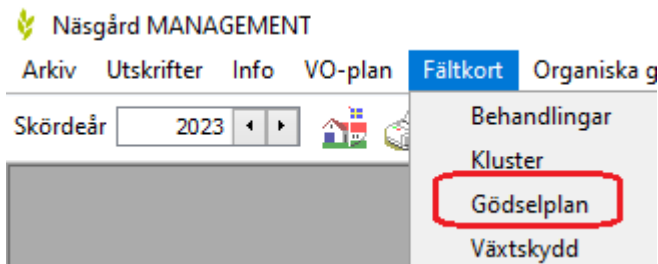 Näsgård MANAGEMENT
Arkiv Utskrifter Info VO-plan Fältkort Organiska g
Skördeår 2023
Behandlingar
Kluster
Gödselplan
Växtskydd